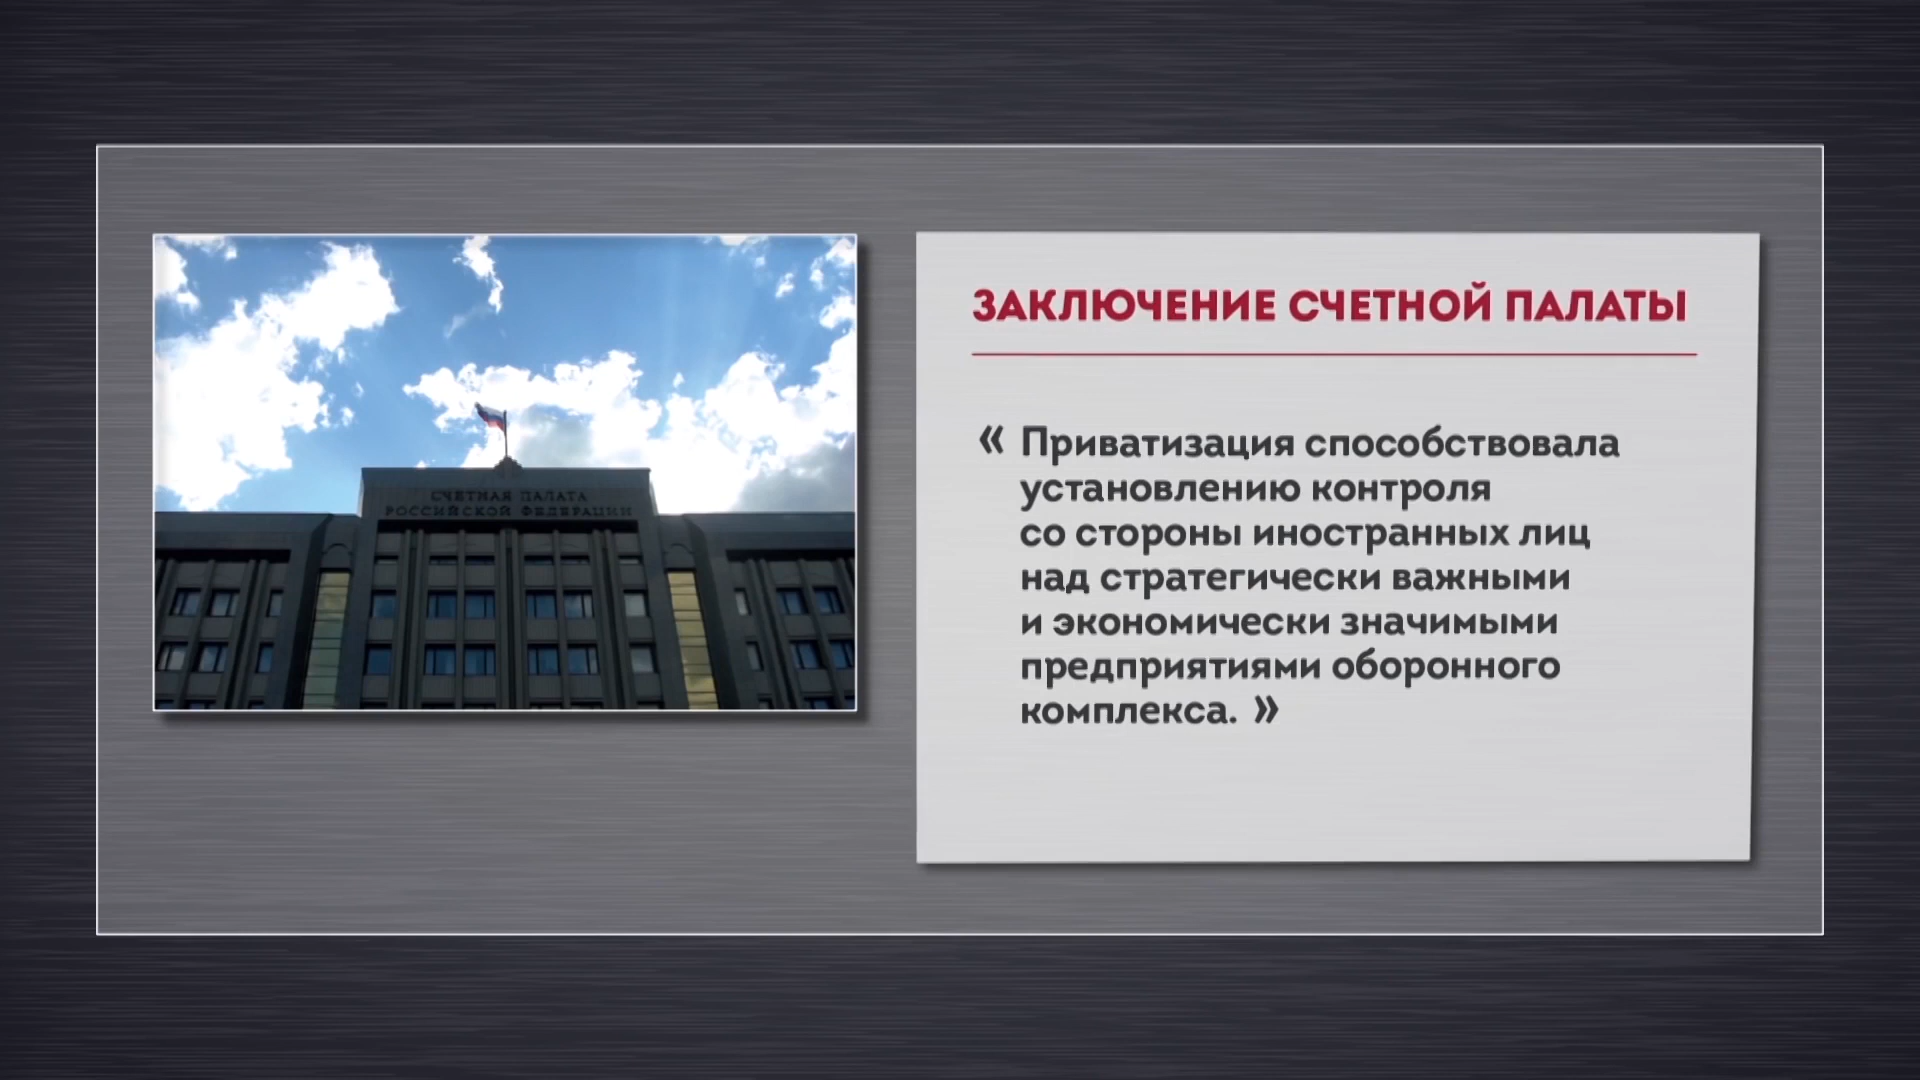 СЧЕТНАЯ ПАЛАТА
РОССИЙСКОЙ ФЕДЕРАЦИИ
ЗАКЛЮЧЕНИЕ СЧЕТНОЙ ПАЛАТЫ
« Приватизация способствовала
установлению контроля
со стороны иностранных лиц
над стратегически важными
и экономически значимыми
предприятиями оборонного
комплекса. »